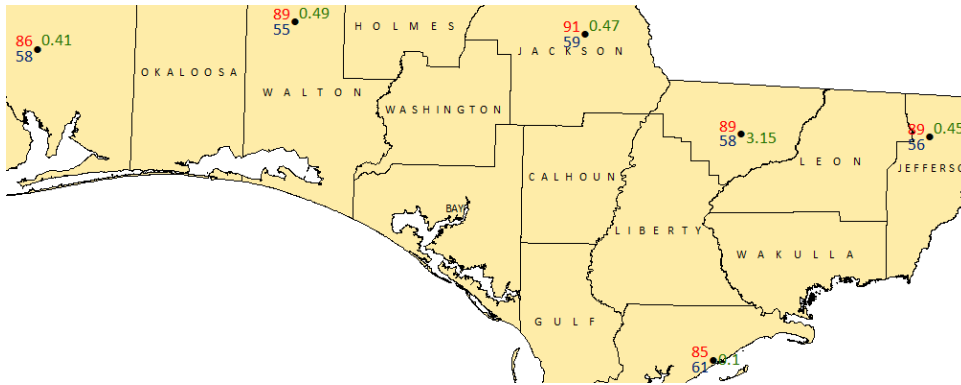 89 0.49
55
HOLMES
91 0.47
59
JACKSON
86 0.41
58
OKALOOSA
WALTON
WASHINGTON
89
58 3.15
LEON
89 0.45
56
JEFFERSO
CALHOUN
BAY
LIBERTY
WAKULLA
GULF
85
61